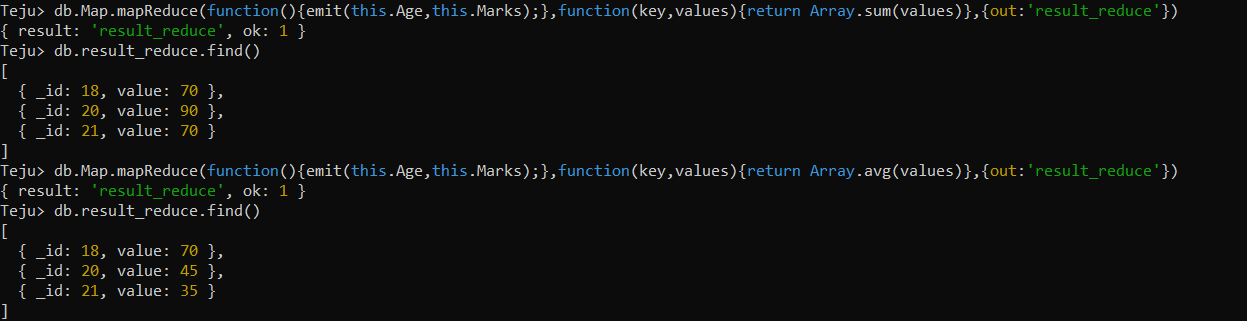 Teju> db.Map.mapReduce(function(){emit(this.Age,this.Marks);},function(key,values){return Array.sum(values)},{out:'result_reduce'})
{ result: 'result_reduce', ok: 1 }
Teju> db.result_reduce.find()
[
  { _id: 18, value: 70 },
  { _id: 20, value: 90 },
  { _id: 21, value: 70 }
]
Teju> db.Map.mapReduce(function(){emit(this.Age,this.Marks);},function(key,values){return Array.avg(values)},{out:'result_reduce'})
{ result: 'result_reduce', ok: 1 }
Teju> db.result_reduce.find()
[
  { _id: 18, value: 70 },
  { _id: 20, value: 45 },
  { _id: 21, value: 35 }
]